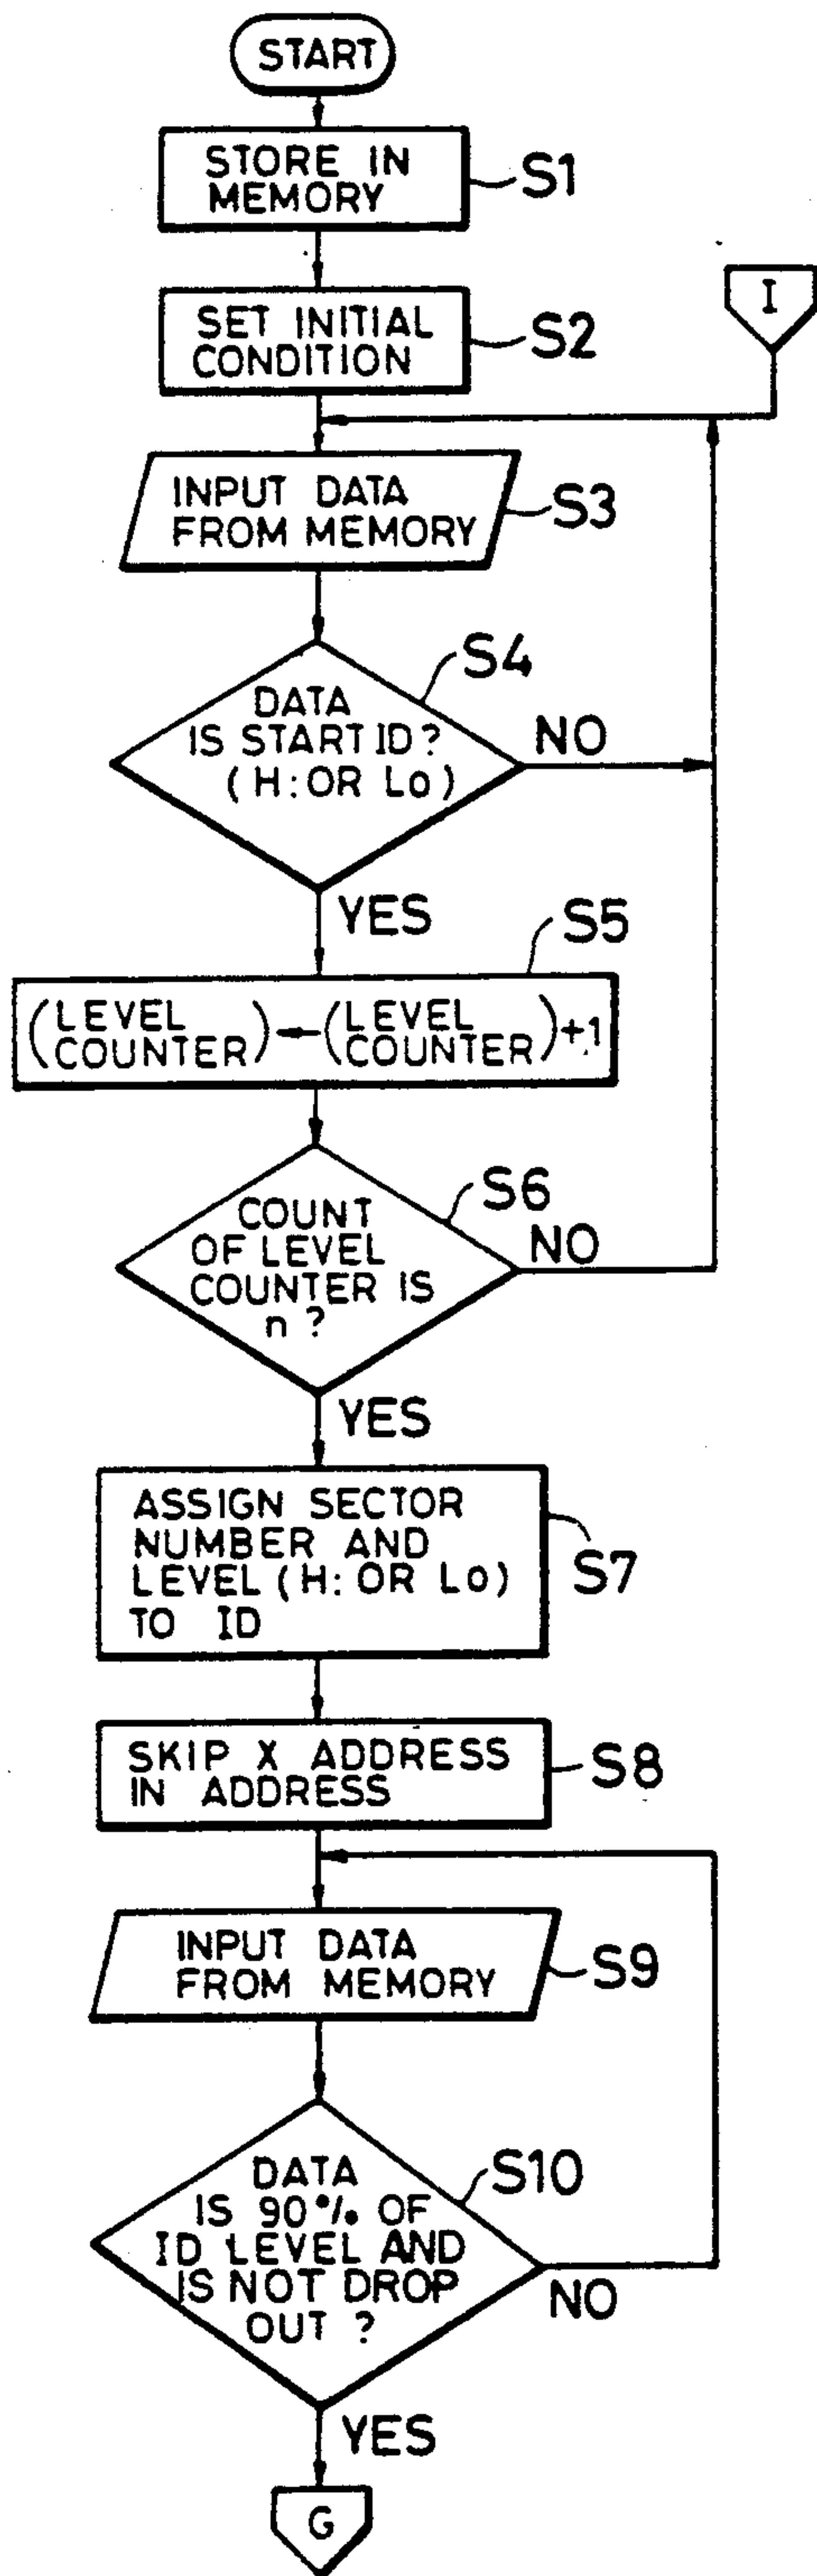 START
STORE IN
MEMORY
S1
I
SET INITIAL
CONDITION
S2
INPUT DATA
FROM MEMORY
S3
S4
DATA
IS START ID?
(H: OR Lo)
NO
YES
S5
(LEVEL COUNTER) ← (LEVEL COUNTER) +1
S6
COUNT
OF LEVEL
COUNTER IS
n ?
NO
YES
ASSIGN SECTOR
NUMBER AND
LEVEL (H: OR Lo)
TO ID
S7
SKIP X ADDRESS
IN ADDRESS
S8
INPUT DATA
FROM MEMORY
S9
S10
DATA
IS 90% OF
ID LEVEL AND
IS NOT DROP
OUT ?
NO
YES
G